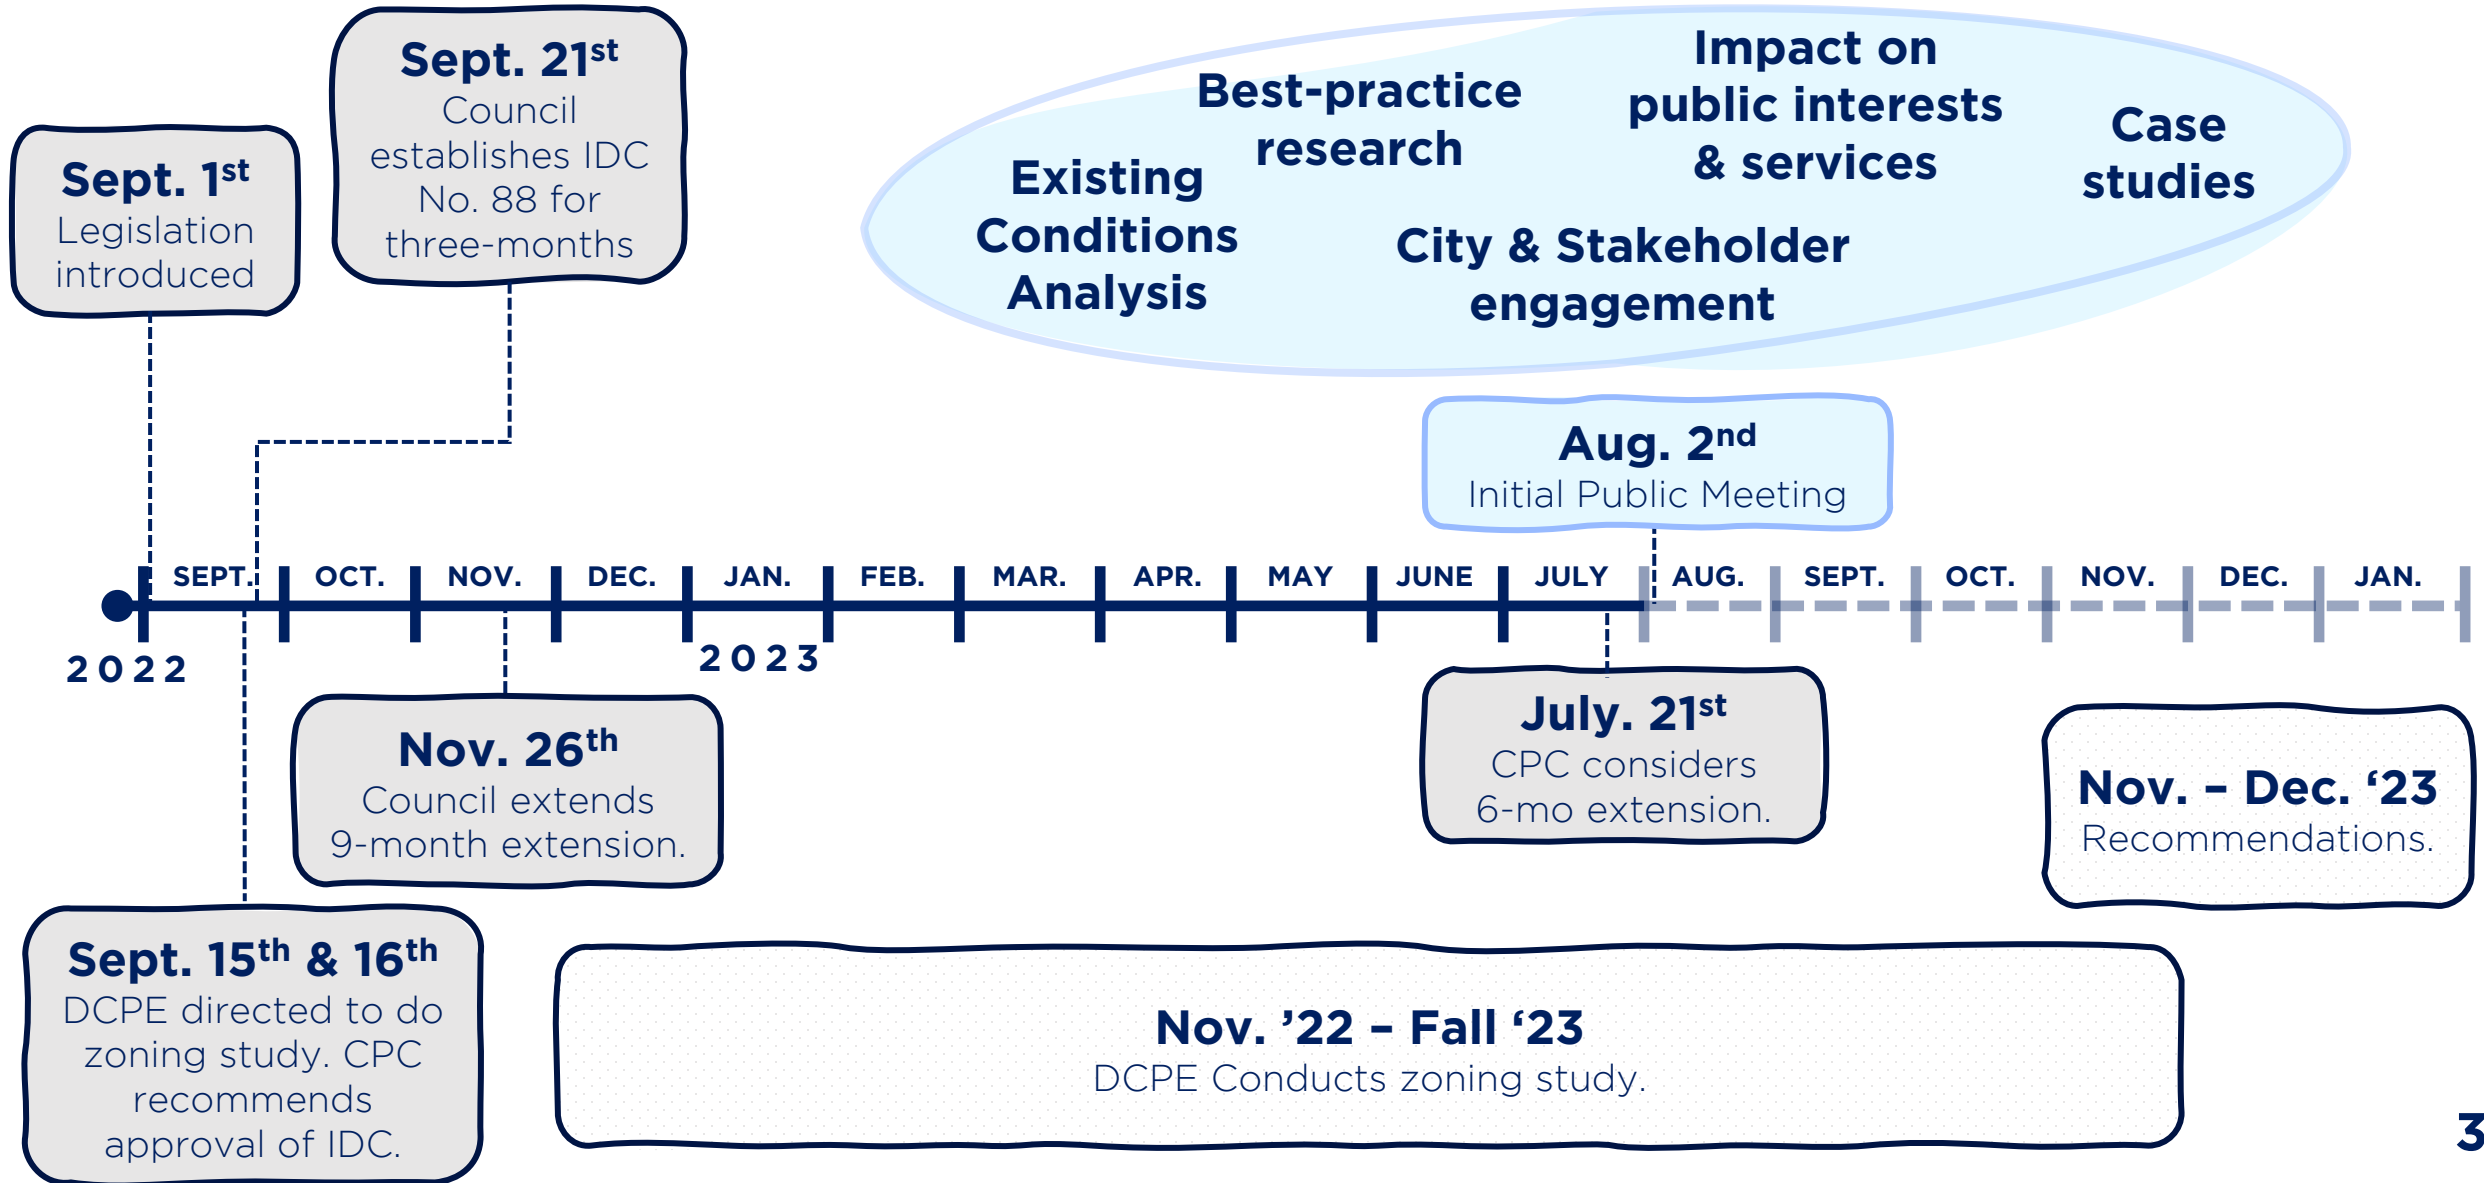 Sept. 1st
Legislation
introduced
Sept. 21st
Council
establishes IDC
No. 88 for
three-months
Best-practice
research
Impact on
public interests
& services
Case
studies
Existing
Conditions
Analysis
City & Stakeholder
engagement
Aug. 2nd
Initial Public Meeting
SEPT. OCT. NOV. DEC. JAN. FEB. MAR. APR. MAY JUNE JULY AUG. SEPT. OCT. NOV. DEC. JAN.
2022 2023
Nov. 26th
Council extends
9-month extension.
July. 21st
CPC considers
6-mo extension.
Nov. – Dec. ‘23
Recommendations.
Sept. 15th & 16th
DCPE directed to do
zoning study. CPC
recommends
approval of IDC.
Nov. ’22 – Fall ‘23
DCPE Conducts zoning study.
3